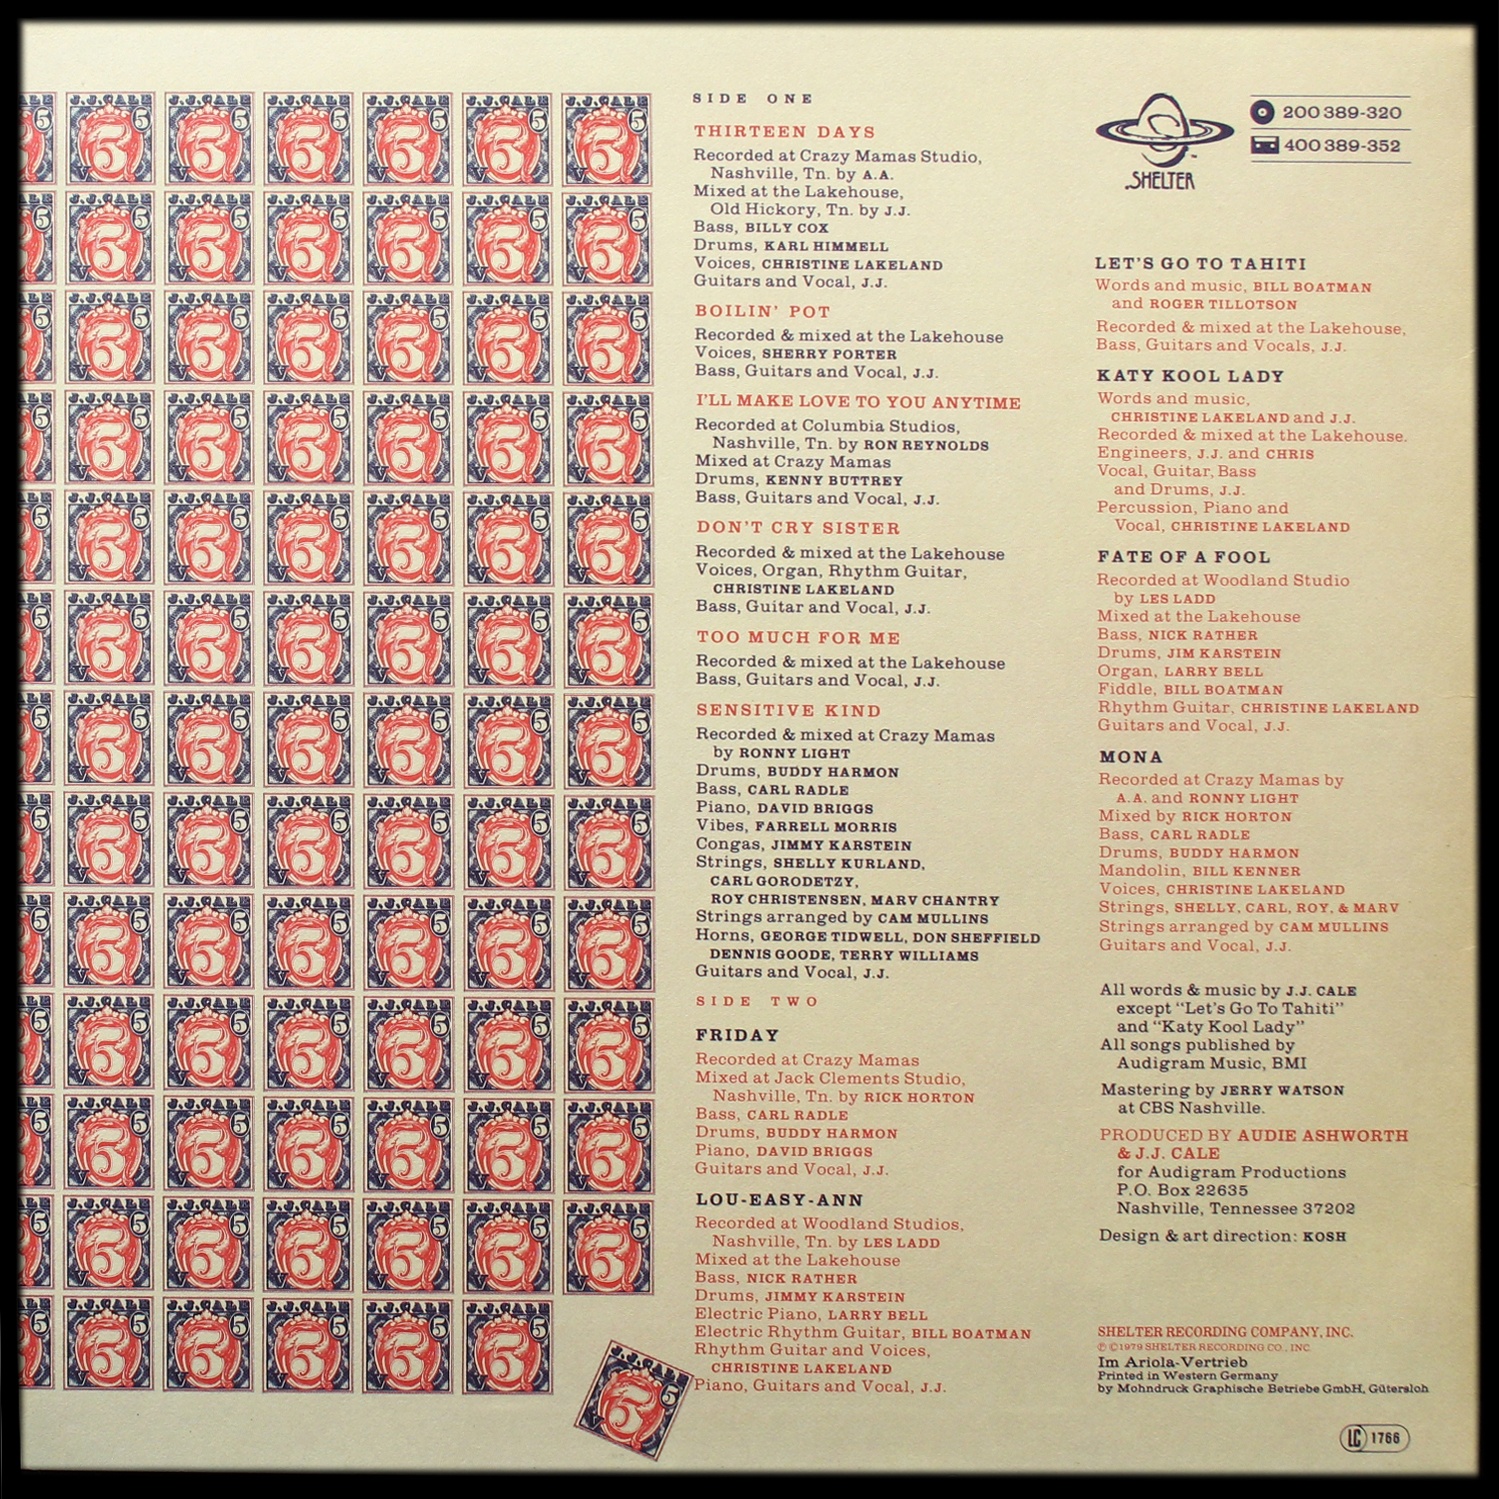 SIDE ONE
THIRTEEN DAYS
Recorded at Crazy Mamas Studio,
Nashville, Tn. by A.A.
Mixed at the Lakehouse,
Old Hickory, Tn. by J.J.
Bass, BILLY COX
Drums, KARL HIMMELL
Voices, CHRISTINE LAKELAND
Guitars and Vocal, J.J.
BOILIN' POT
Recorded & mixed at the Lakehouse
Voices, SHERRY PORTER
Bass, Guitars and Vocal, J.J.
I'LL MAKE LOVE TO YOU ANYTIME
Recorded at Columbia Studios,
Nashville, Tn. by RON REYNOLDS
Mixed at Crazy Mamas
Drums, KENNY BUTTREY
Bass, Guitars and Vocal, J.J.
DON'T CRY SISTER
Recorded & mixed at the Lakehouse
Voices, Organ, Rhythm Guitar,
CHRISTINE LAKELAND
Bass, Guitar and Vocal, J.J.
TOO MUCH FOR ME
Recorded & mixed at the Lakehouse
Bass, Guitars and Vocal, J.J.
SENSITIVE KIND
Recorded & mixed at Crazy Mamas
by RONNY LIGHT
Drums, BUDDY HARMON
Bass, CARL RADLE
Piano, DAVID BRIGGS
Vibes, FARRELL MORRIS
Congas, JIMMY KARSTEIN
Strings, SHELLY KURLAND,
CARL GORODETZY,
ROY CHRISTENSEN, MARV CHANTRY
Strings arranged by CAM MULLINS
Horns, GEORGE TIDWELL, DON SHEFFIELD
DENNIS GOODE, TERRY WILLIAMS
Guitars and Vocal, J.J.
SIDE TWO
FRIDAY
Recorded at Crazy Mamas
Mixed at Jack Clements Studio,
Nashville, Tn. by RICK HORTON
Bass, CARL RADLE
Drums, BUDDY HARMON
Piano, DAVID BRIGGS
Guitars and Vocal, J.J.
LOU-EASY-ANN
Recorded at Woodland Studios,
Nashville, Tn. by LES LADD
Mixed at the Lakehouse
Bass, NICK RATHER
Drums, JIMMY KARSTEIN
Electric Piano, LARRY BELL
Electric Rhythm Guitar, BILL BOATMAN
Rhythm Guitar and Voices,
CHRISTINE LAKELAND
Piano, Guitars and Vocal, J.J.
J.J. CALE
5
5
V
200 389-320
400 389-352
SHELTER
LET'S GO TO TAHITI
Words and music, BILL BOATMAN
and ROGER TILLOTSON
Recorded & mixed at the Lakehouse,
Bass, Guitars and Vocals, J.J.
KATY KOOL LADY
Words and music,
CHRISTINE LAKELAND and J.J.
Recorded & mixed at the Lakehouse.
Engineers, J.J. and CHRIS
Vocal, Guitar, Bass
and Drums, J.J.
Percussion, Piano and
Vocal, CHRISTINE LAKELAND
FATE OF A FOOL
Recorded at Woodland Studio
by LES LADD
Mixed at the Lakehouse
Bass, NICK RATHER
Drums, JIM KARSTEIN
Organ, LARRY BELL
Fiddle, BILL BOATMAN
Rhythm Guitar, CHRISTINE LAKELAND
Guitars and Vocal, J.J.
MONA
Recorded at Crazy Mamas by
A.A. and RONNY LIGHT
Mixed by RICK HORTON
Bass, CARL RADLE
Drums, BUDDY HARMON
Mandolin, BILL KENNER
Voices, CHRISTINE LAKELAND
Strings, SHELLY, CARL, ROY, & MARV
Strings arranged by CAM MULLINS
Guitars and Vocal, J.J.
All words & music by J.J. CALE
except "Let's Go To Tahiti"
and "Katy Kool Lady"
All songs published by
Audigram Music, BMI
Mastering by JERRY WATSON
at CBS Nashville.
PRODUCED BY AUDIE ASHWORTH
& J.J. CALE
for Audigram Productions
P.O. Box 22635
Nashville, Tennessee 37202
Design & art direction: KOSH
SHELTER RECORDING COMPANY, INC.
℗ © 1979 SHELTER RECORDING CO., INC.
Im Ariola-Vertrieb
Printed in Western Germany
by Mohndruck Graphische Betriebe GmbH, Gütersloh
LC 1766